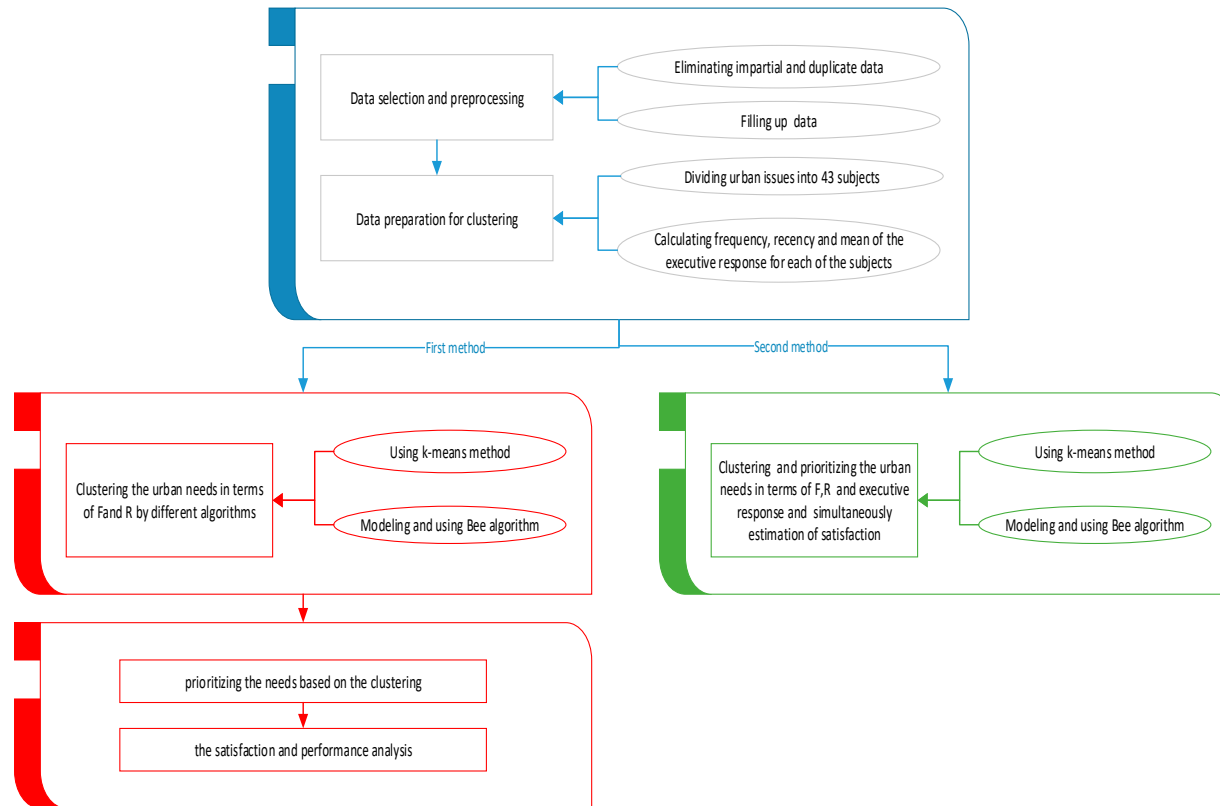 Eliminating impartial and duplicate data
Data selection and preprocessing
Filling up data
Dividing urban issues into 43 subjects
Data preparation for clustering
Calculating frequency, recency and mean of the
executive response for each of the subjects
First method
Second method
Using k-means method
Clustering the urban needs in terms
of Fand R by different algorithms
Modeling and using Bee algorithm
Using k-means method
Clustering and prioritizing the urban
needs in terms of F,R and executive
response and simultaneously
estimation of satisfaction
Modeling and using Bee algorithm
prioritizing the needs based on the clustering
the satisfaction and performance analysis